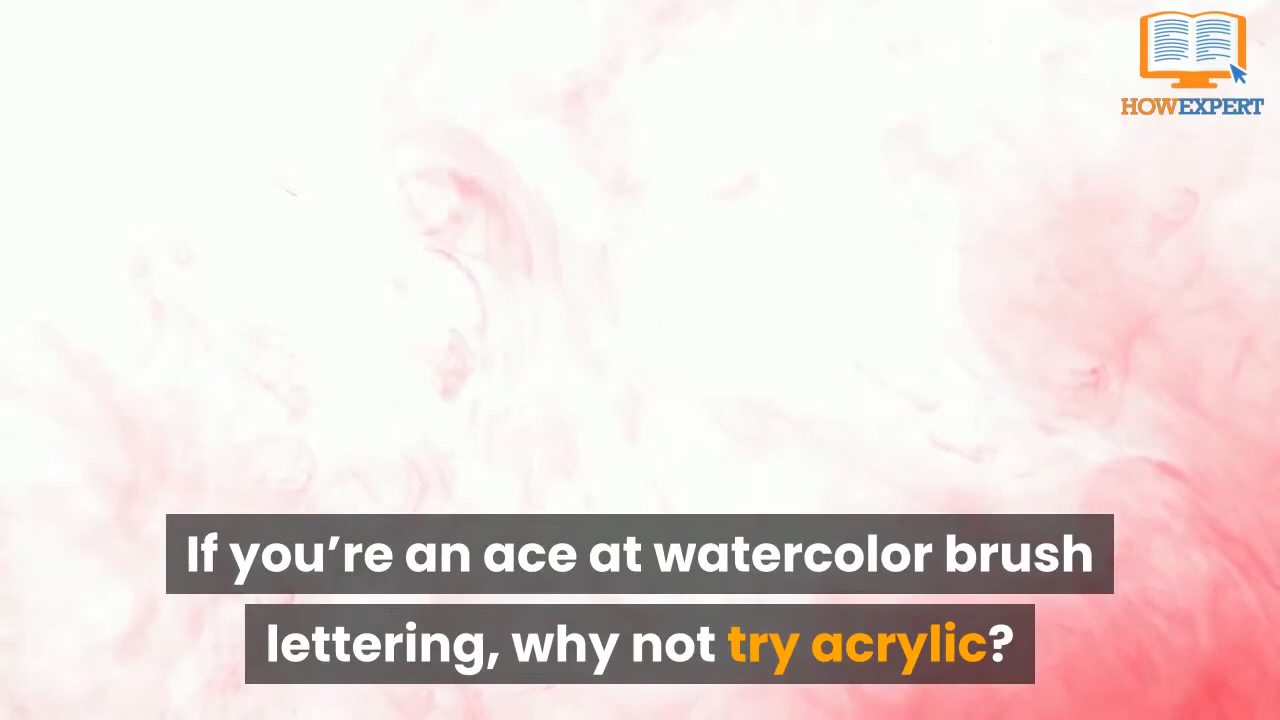 HOWEXPERT
If you’re an ace at watercolor brush
lettering, why not try acrylic?